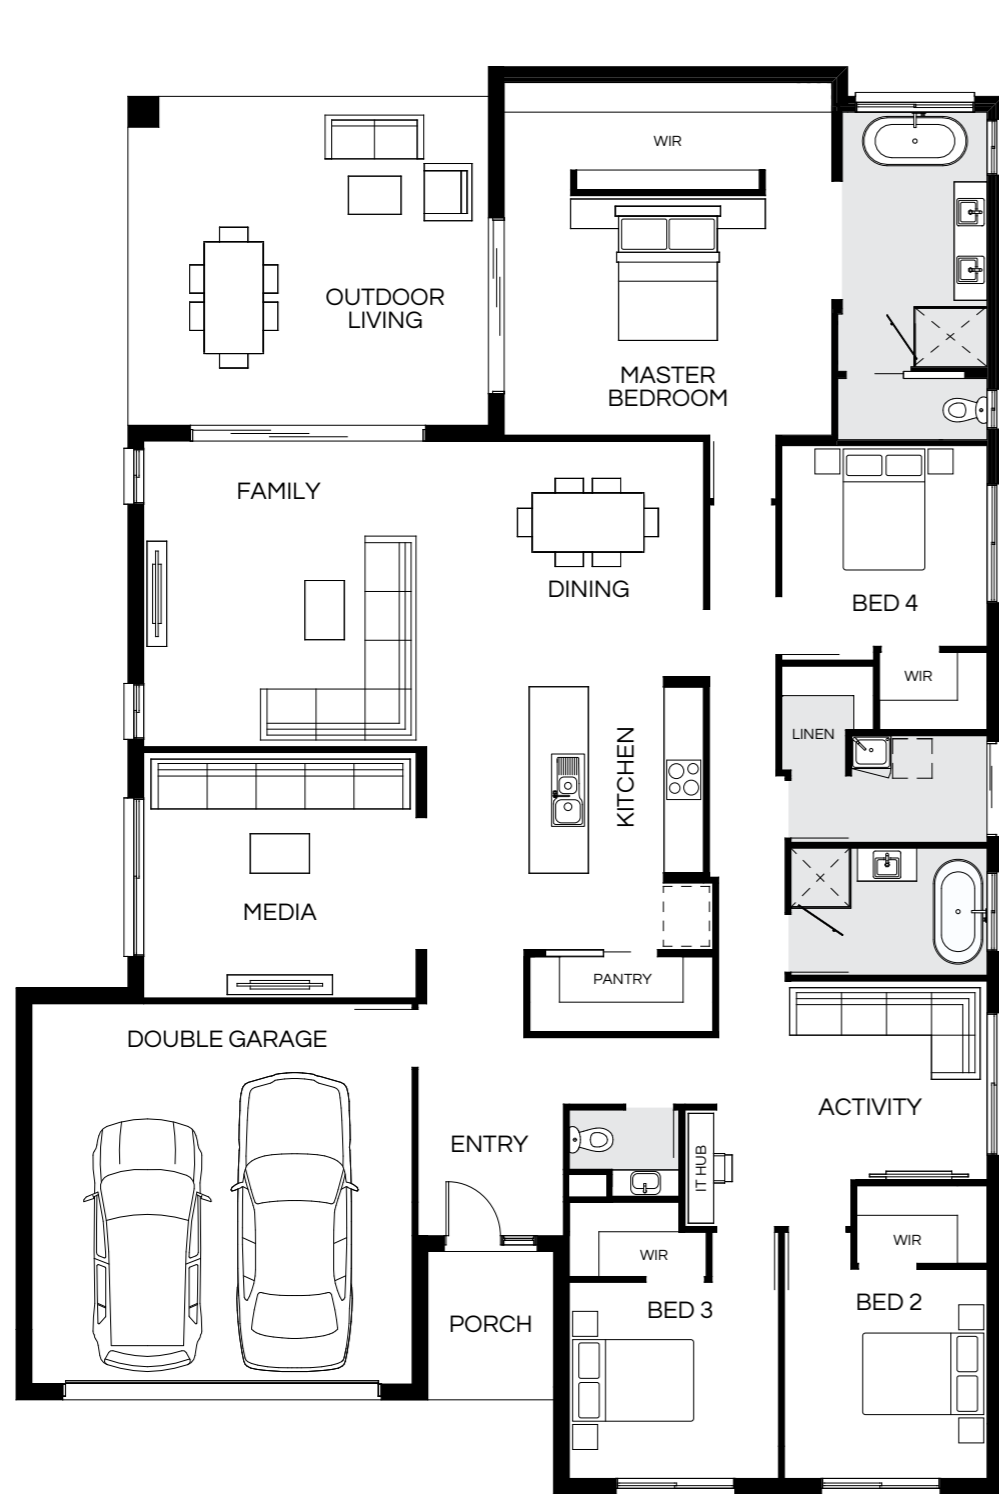 WIR
OUTDOOR
LIVING
MASTER
BEDROOM
FAMILY
DINING
BED 4
WIR
LINEN
KITCHEN
MEDIA
PANTRY
DOUBLE GARAGE
ACTIVITY
ENTRY
IT HUB
WIR
WIR
BED 3
BED 2
PORCH